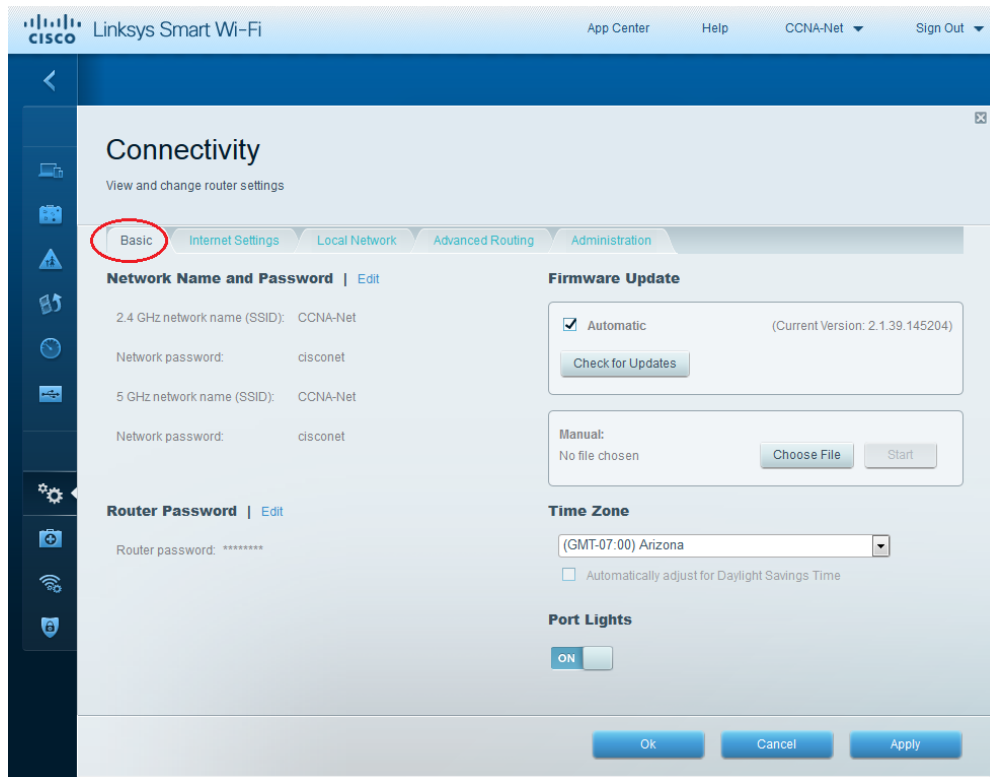 CISCO Linksys Smart Wi-Fi App Center Help CCNA-Net Sign Out
Connectivity
View and change router settings
Basic Internet Settings Local Network Advanced Routing Administration
Network Name and Password | Edit
2.4 GHz network name (SSID): CCNA-Net
Network password: cisconet
5 GHz network name (SSID): CCNA-Net
Network password: cisconet
Router Password | Edit
Router password: ********
Firmware Update
Automatic (Current Version: 2.1.39.145204)
Check for Updates
Manual:
No file chosen Choose File Start
Time Zone
(GMT-07:00) Arizona
Automatically adjust for Daylight Savings Time
Port Lights
ON
Ok Cancel Apply